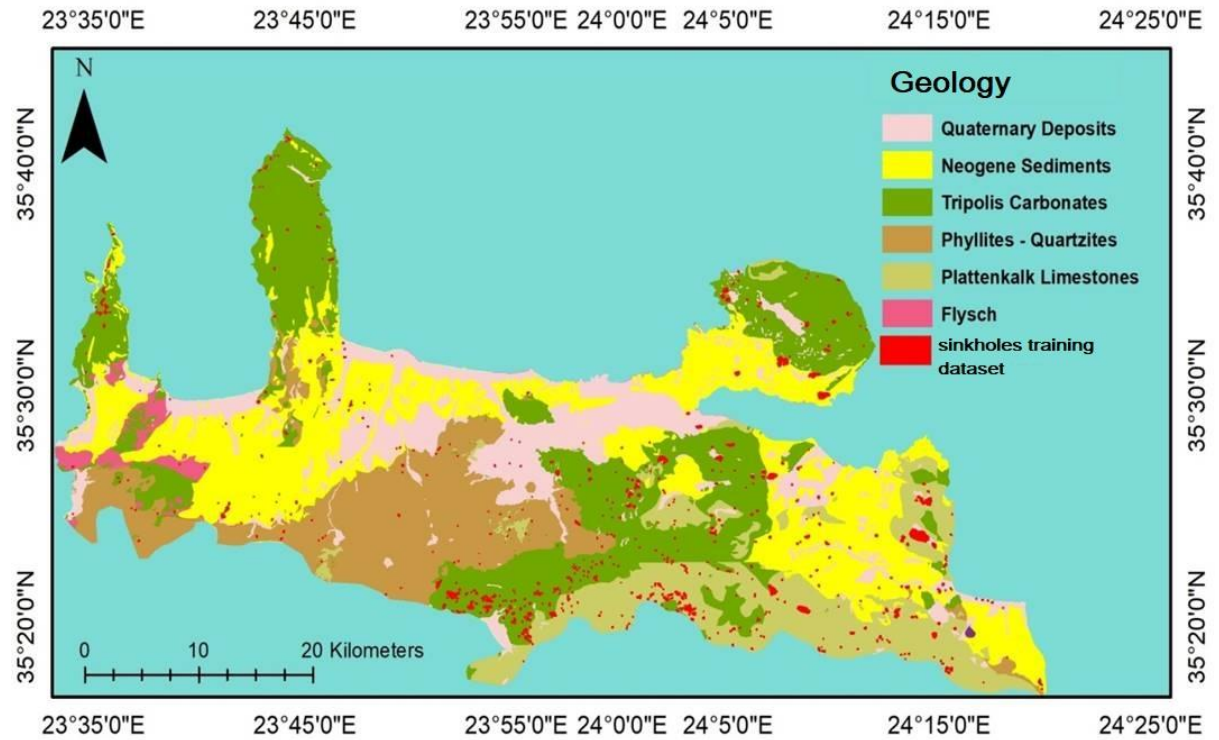 23°35'0"E 23°45'0"E 23°55'0"E 24°0'0"E 24°5'0"E 24°15'0"E 24°25'0"E
N
Geology
Quaternary Deposits
Neogene Sediments
Tripolis Carbonates
Phyllites - Quartzites
Plattenkalk Limestones
Flysch
sinkholes training
dataset
35°40'0"N
35°30'0"N
35°20'0"N
35°40'0"N
35°30'0"N
35°20'0"N
0 10 20 Kilometers
23°35'0"E 23°45'0"E 23°55'0"E 24°0'0"E 24°5'0"E 24°15'0"E 24°25'0"E